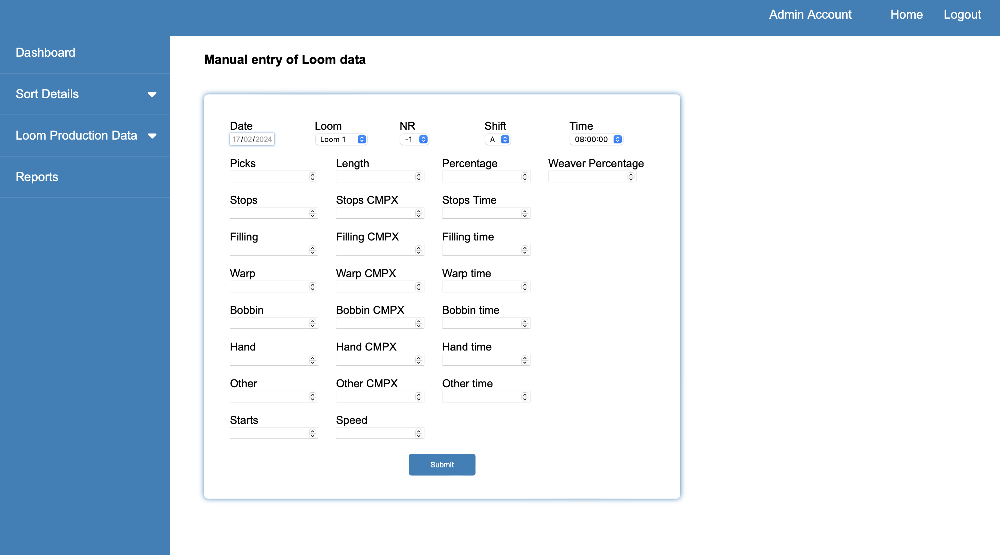 Admin Account Home Logout
Dashboard
Sort Details
Loom Production Data
Reports
Manual entry of Loom data
Date Loom NR Shift Time
17/02/2024 Loom 1 -1 A 08:00:00
Picks Length Percentage Weaver Percentage
Stops Stops CMPX Stops Time
Filling Filling CMPX Filling time
Warp Warp CMPX Warp time
Bobbin Bobbin CMPX Bobbin time
Hand Hand CMPX Hand time
Other Other CMPX Other time
Starts Speed
Submit